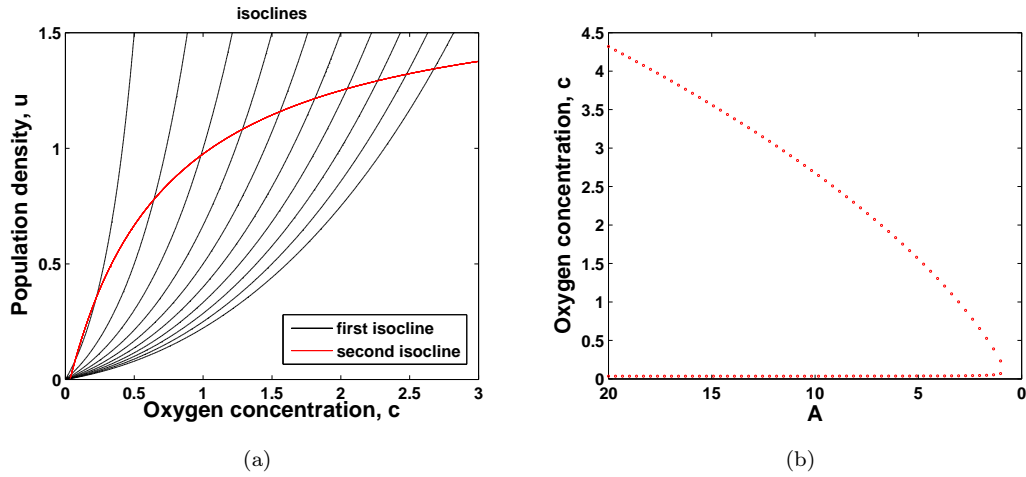 isoclines
Population density, u
1.5
1
0.5
0
0
0.5
1
1.5
2
2.5
3
Oxygen concentration, c
first isocline
second isocline
(a)
Oxygen concentration, c
4.5
4
3.5
3
2.5
2
1.5
1
0.5
0
20
15
10
5
0
A
(b)